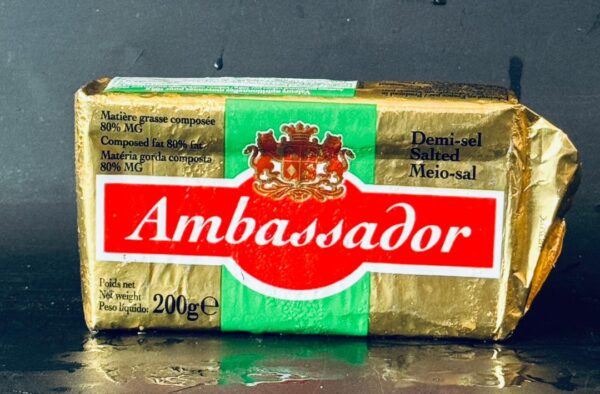 Matière grasse composée
80% MG
Composed fat 80% fat
Matéria gorda composta
80% MG
Demi-sel
Salted
Meio-sal
Ambassador
Poids net
Net weight
Peso líquido: 200g℮